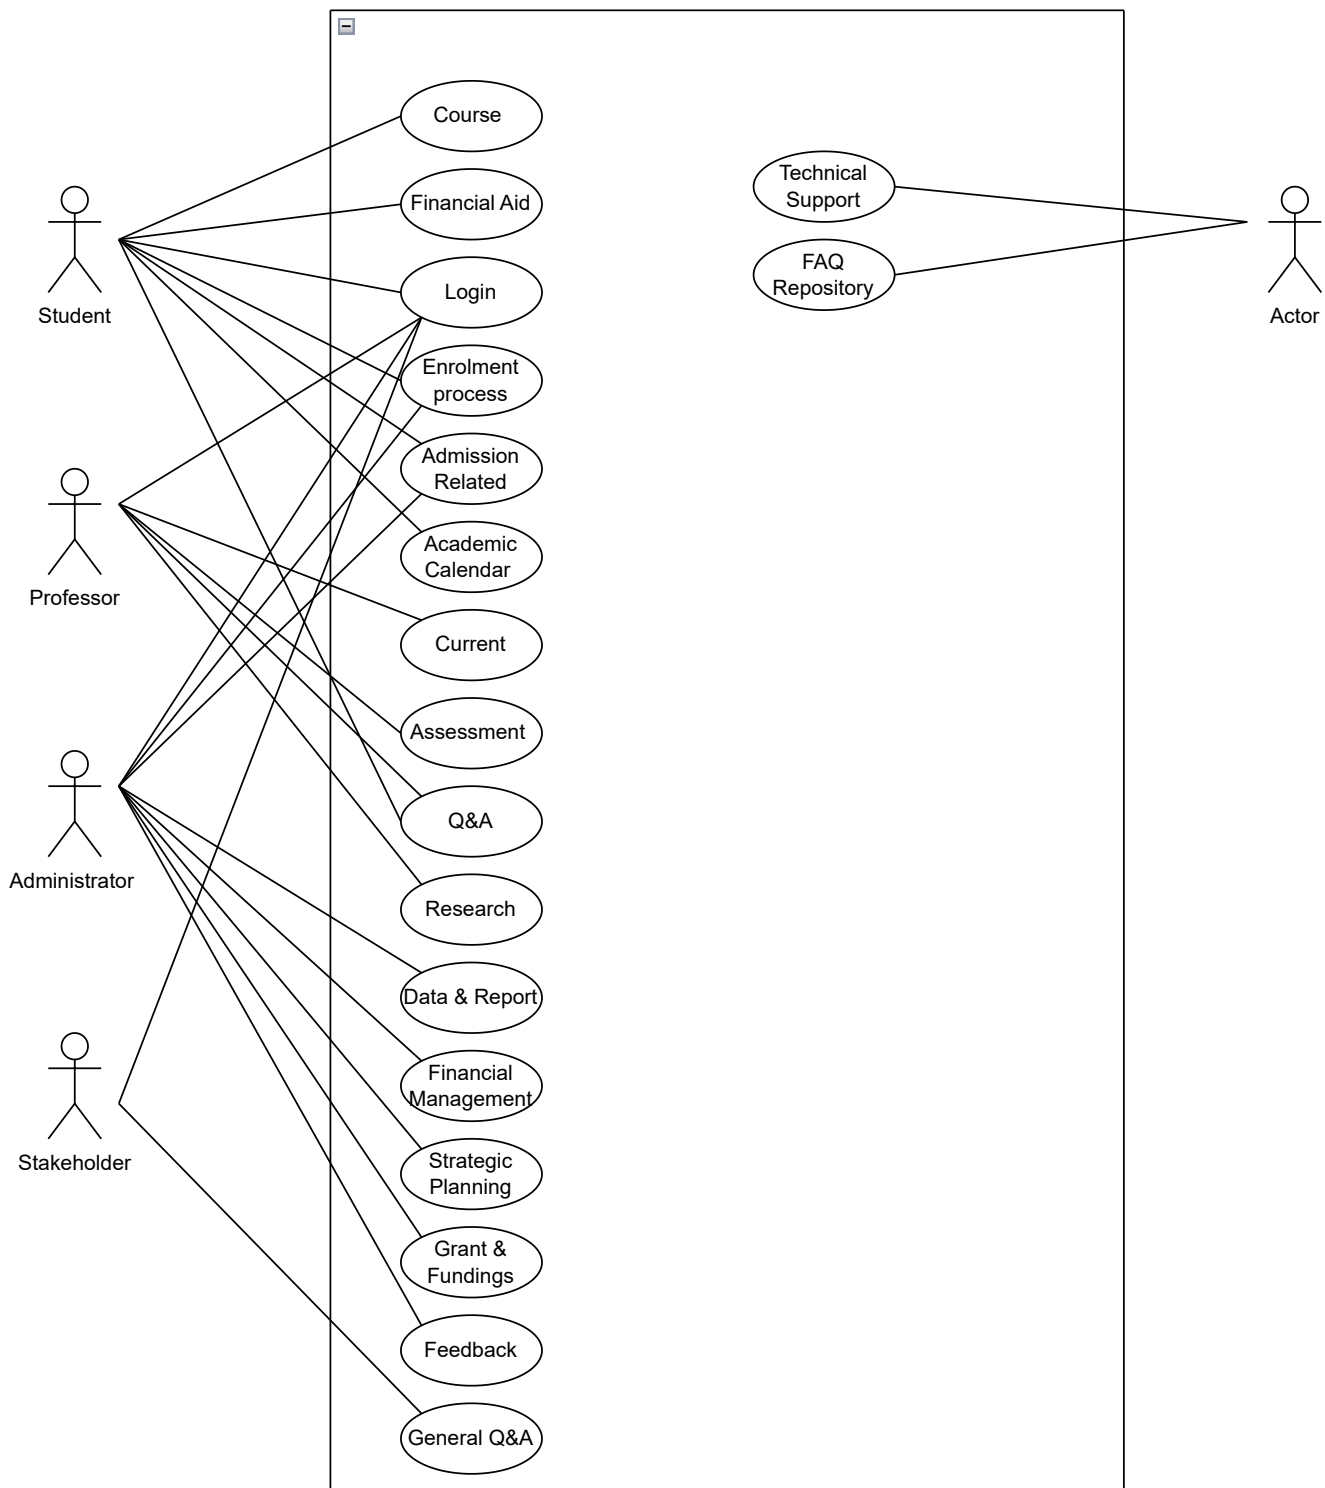 Course
Financial Aid
Login
Enrolment
process
Admission
Related
Academic
Calendar
Current
Assessment
Q&A
Research
Data & Report
Financial
Management
Strategic
Planning
Grant &
Fundings
Feedback
General Q&A
Technical
Support
FAQ
Repository
Student
Professor
Administrator
Stakeholder
Actor